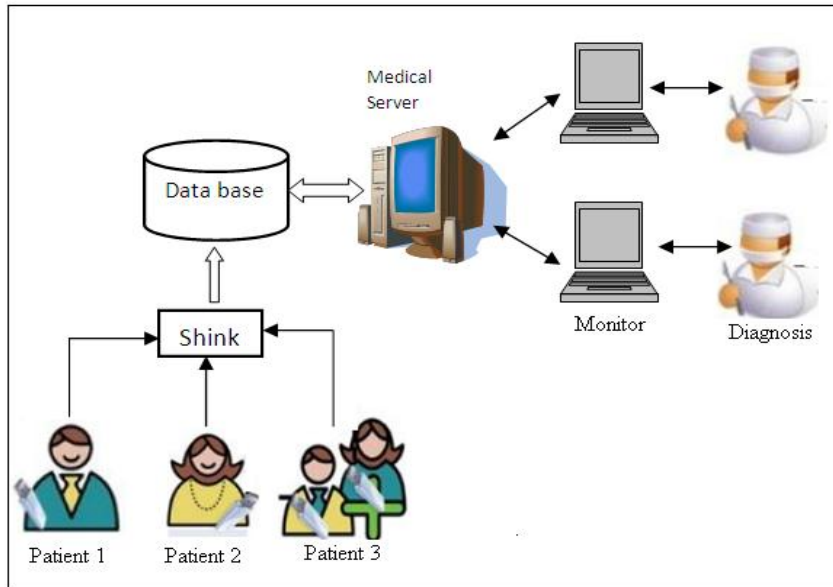 Medical
Server
Data base
Shink
Monitor
Diagnosis
Patient 1
Patient 2
Patient 3